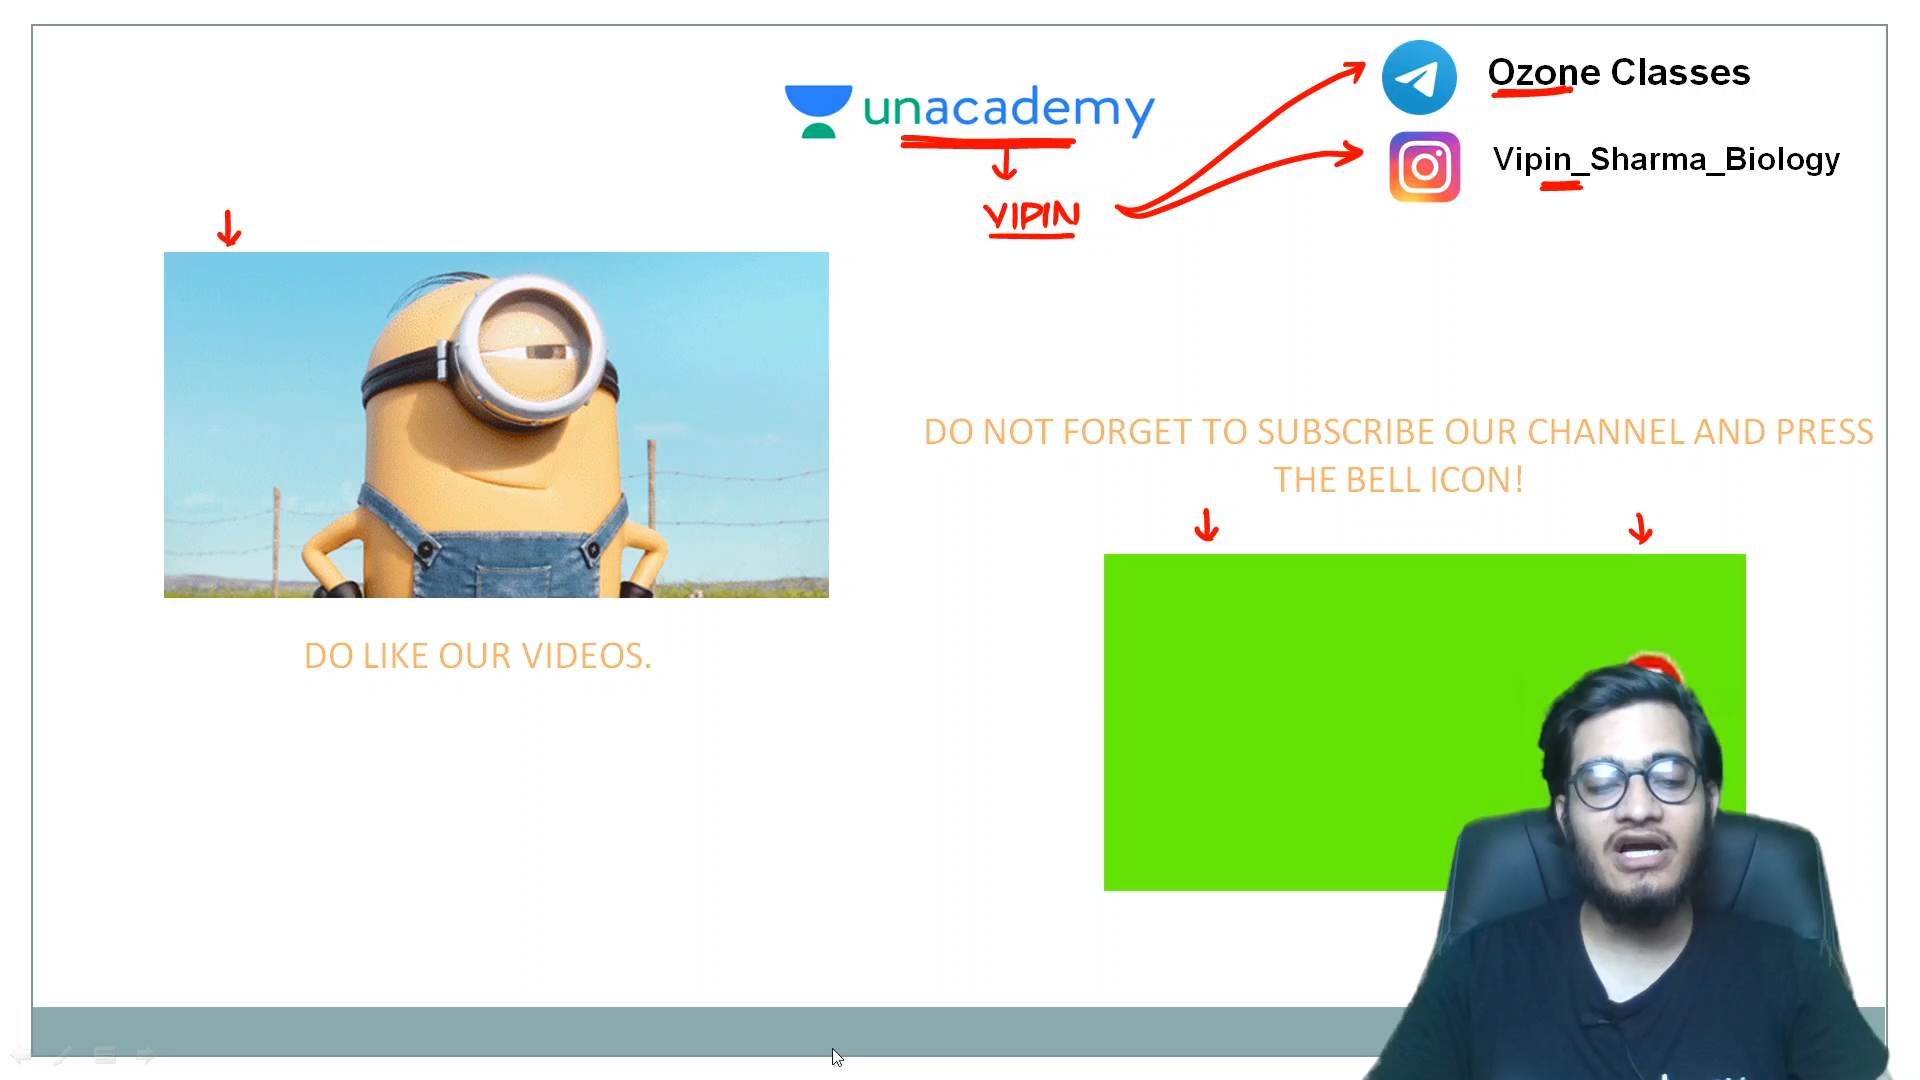 unacademy
Ozone Classes
Vipin_Sharma_Biology
VIPIN
DO NOT FORGET TO SUBSCRIBE OUR CHANNEL AND PRESS
THE BELL ICON!
DO LIKE OUR VIDEOS.